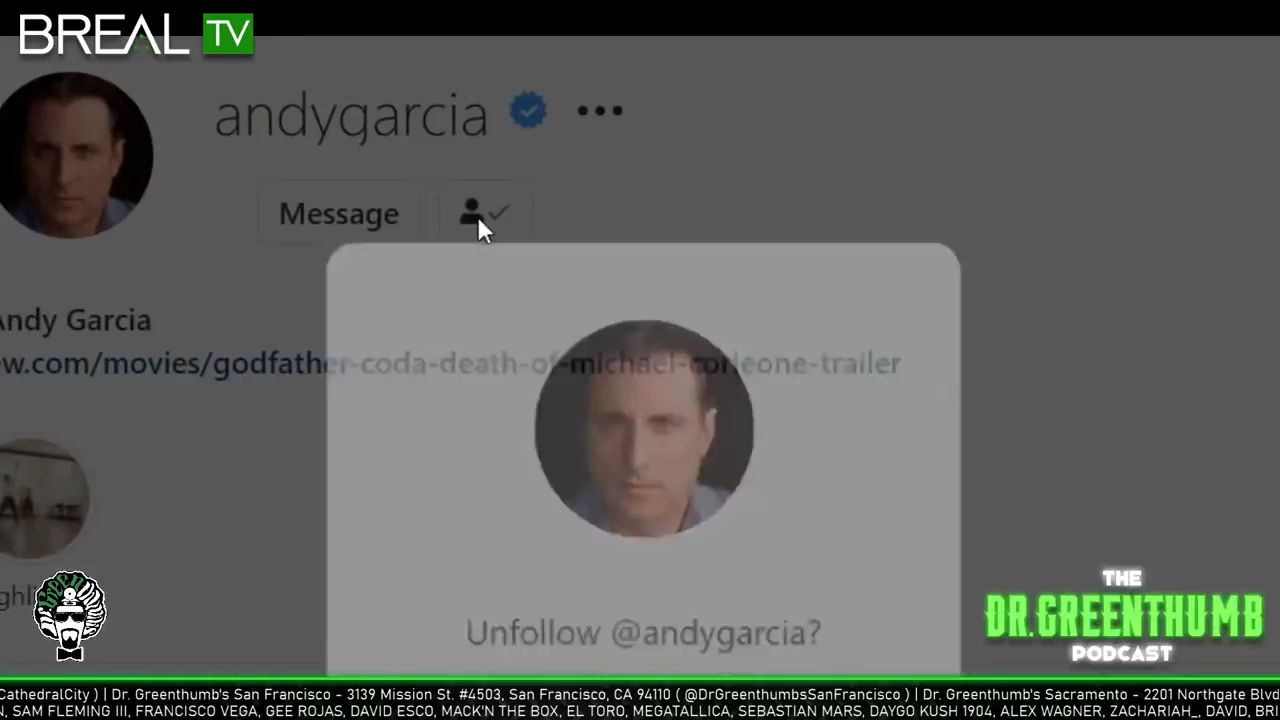 BREAL TV
andygarcia
Message
Andy Garcia
ew.com/movies/godfather-coda-death-of-michael-corleone-trailer
Unfollow @andygarcia?
Green
THE
DR.GREENTHUMB
PODCAST
CathedralCity ) | Dr. Greenthumb's San Francisco - 3139 Mission St. #4503, San Francisco, CA 94110 ( @DrGreenthumbsSanFrancisco ) | Dr. Greenthumb's Sacramento - 2201 Northgate Blvd
N, SAM FLEMING III, FRANCISCO VEGA, GEE ROJAS, DAVID ESCO, MACK'N THE BOX, EL TORO, MEGATALLICA, SEBASTIAN MARS, DAYGO KUSH 1904, ALEX WAGNER, ZACHARIAH_, DAVID, BRI